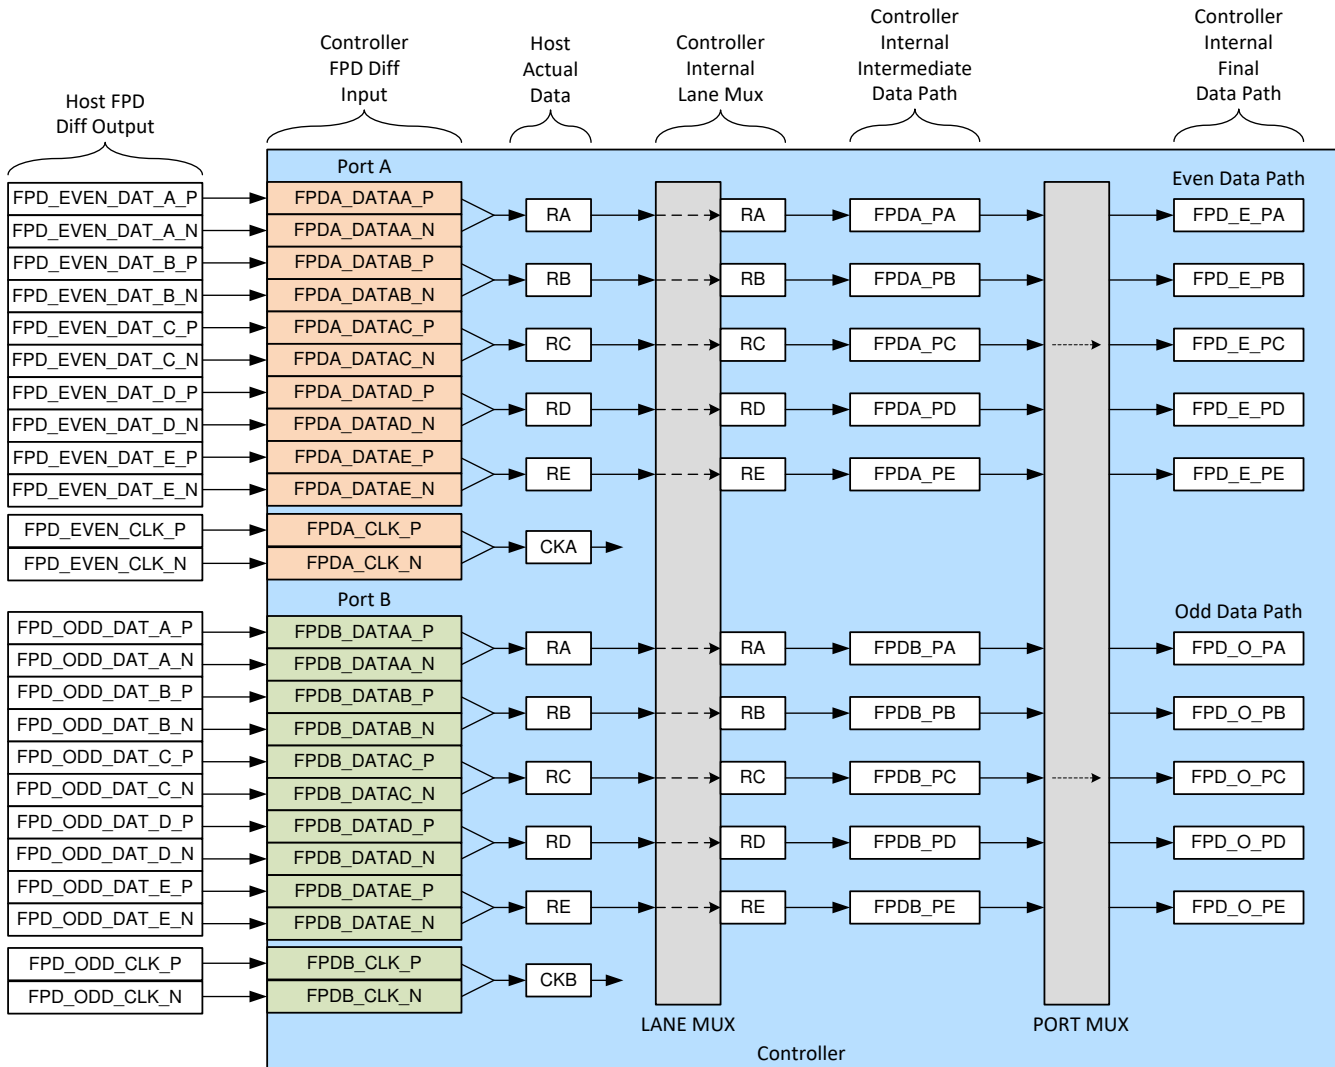 Host FPD
Diff Output
Controller
FPD Diff
Input
Host
Actual
Data
Controller
Internal
Lane Mux
Controller
Internal
Intermediate
Data Path
Controller
Internal
Final
Data Path
Port A
Even Data Path
FPD_EVEN_DAT_A_P FPDA_DATAA_P
RA RA FPDA_PA FPD_E_PA
FPD_EVEN_DAT_A_N FPDA_DATAA_N
FPD_EVEN_DAT_B_P FPDA_DATAB_P
RB RB FPDA_PB FPD_E_PB
FPD_EVEN_DAT_B_N FPDA_DATAB_N
FPD_EVEN_DAT_C_P FPDA_DATAC_P
RC RC FPDA_PC FPD_E_PC
FPD_EVEN_DAT_C_N FPDA_DATAC_N
FPD_EVEN_DAT_D_P FPDA_DATAD_P
RD RD FPDA_PD FPD_E_PD
FPD_EVEN_DAT_D_N FPDA_DATAD_N
FPD_EVEN_DAT_E_P FPDA_DATAE_P
RE RE FPDA_PE FPD_E_PE
FPD_EVEN_DAT_E_N FPDA_DATAE_N
FPD_EVEN_CLK_P FPDA_CLK_P
CKA
FPD_EVEN_CLK_N FPDA_CLK_N
Port B
Odd Data Path
FPD_ODD_DAT_A_P FPDB_DATAA_P
RA RA FPDB_PA FPD_O_PA
FPD_ODD_DAT_A_N FPDB_DATAA_N
FPD_ODD_DAT_B_P FPDB_DATAB_P
RB RB FPDB_PB FPD_O_PB
FPD_ODD_DAT_B_N FPDB_DATAB_N
FPD_ODD_DAT_C_P FPDB_DATAC_P
RC RC FPDB_PC FPD_O_PC
FPD_ODD_DAT_C_N FPDB_DATAC_N
FPD_ODD_DAT_D_P FPDB_DATAD_P
RD RD FPDB_PD FPD_O_PD
FPD_ODD_DAT_D_N FPDB_DATAD_N
FPD_ODD_DAT_E_P FPDB_DATAE_P
RE RE FPDB_PE FPD_O_PE
FPD_ODD_DAT_E_N FPDB_DATAE_N
FPD_ODD_CLK_P FPDB_CLK_P
CKB
FPD_ODD_CLK_N FPDB_CLK_N
LANE MUX
PORT MUX
Controller